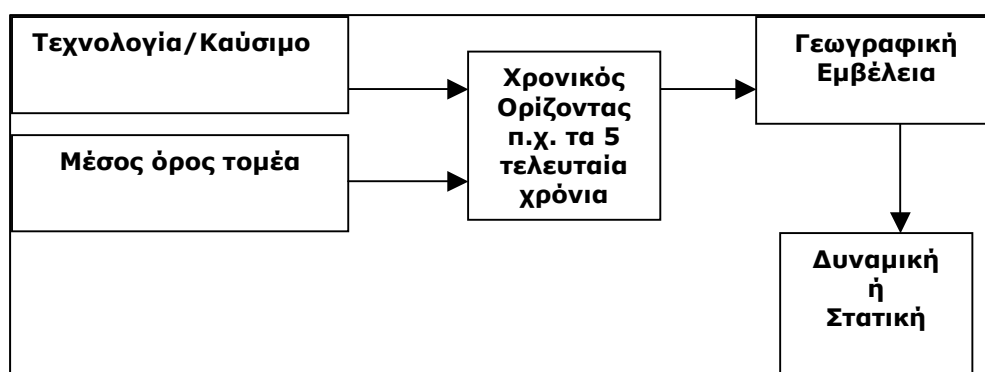 Τεχνολογία/Καύσιμο
Μέσος όρος τομέα
Χρονικός
Ορίζοντας
π.χ. τα 5
τελευταία
χρόνια
Γεωγραφική
Εμβέλεια
Δυναμική
ή
Στατική